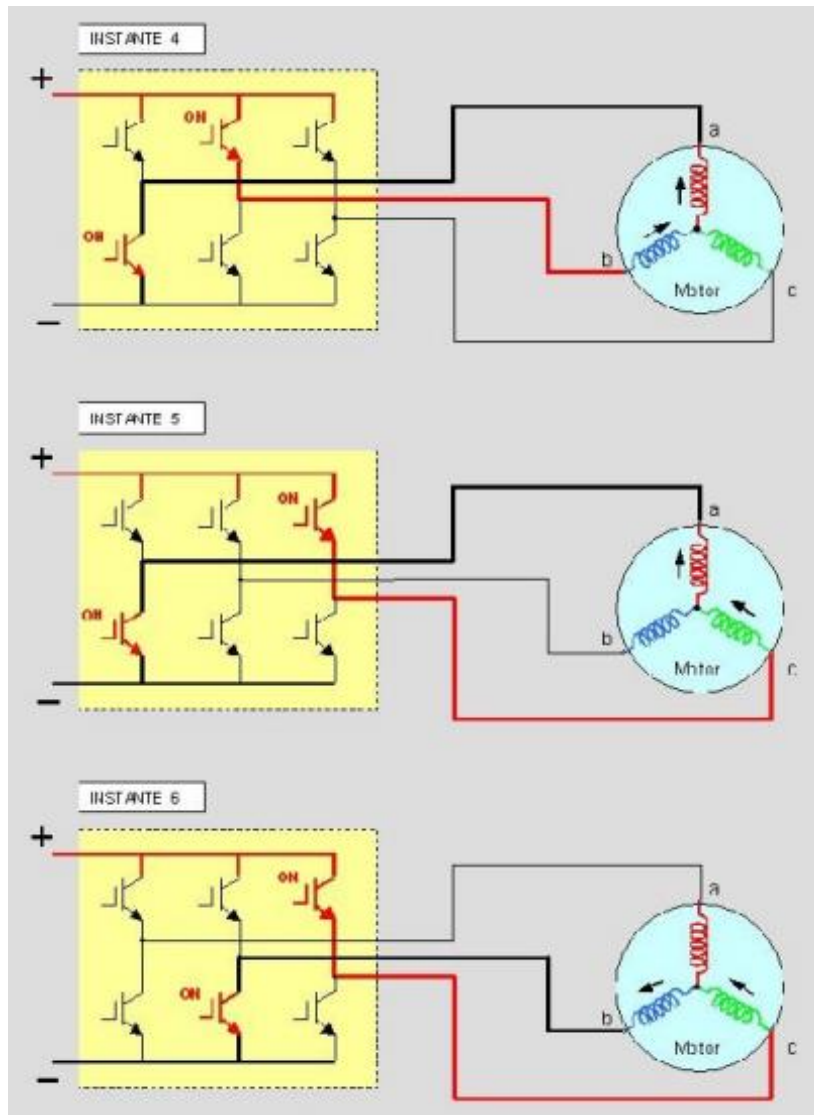 INSTANTE 4
+
ON
a
ON
b
c
Motor
−
INSTANTE 5
+
ON
a
ON
b
c
Motor
−
INSTANTE 6
+
ON
a
ON
b
c
Motor
−